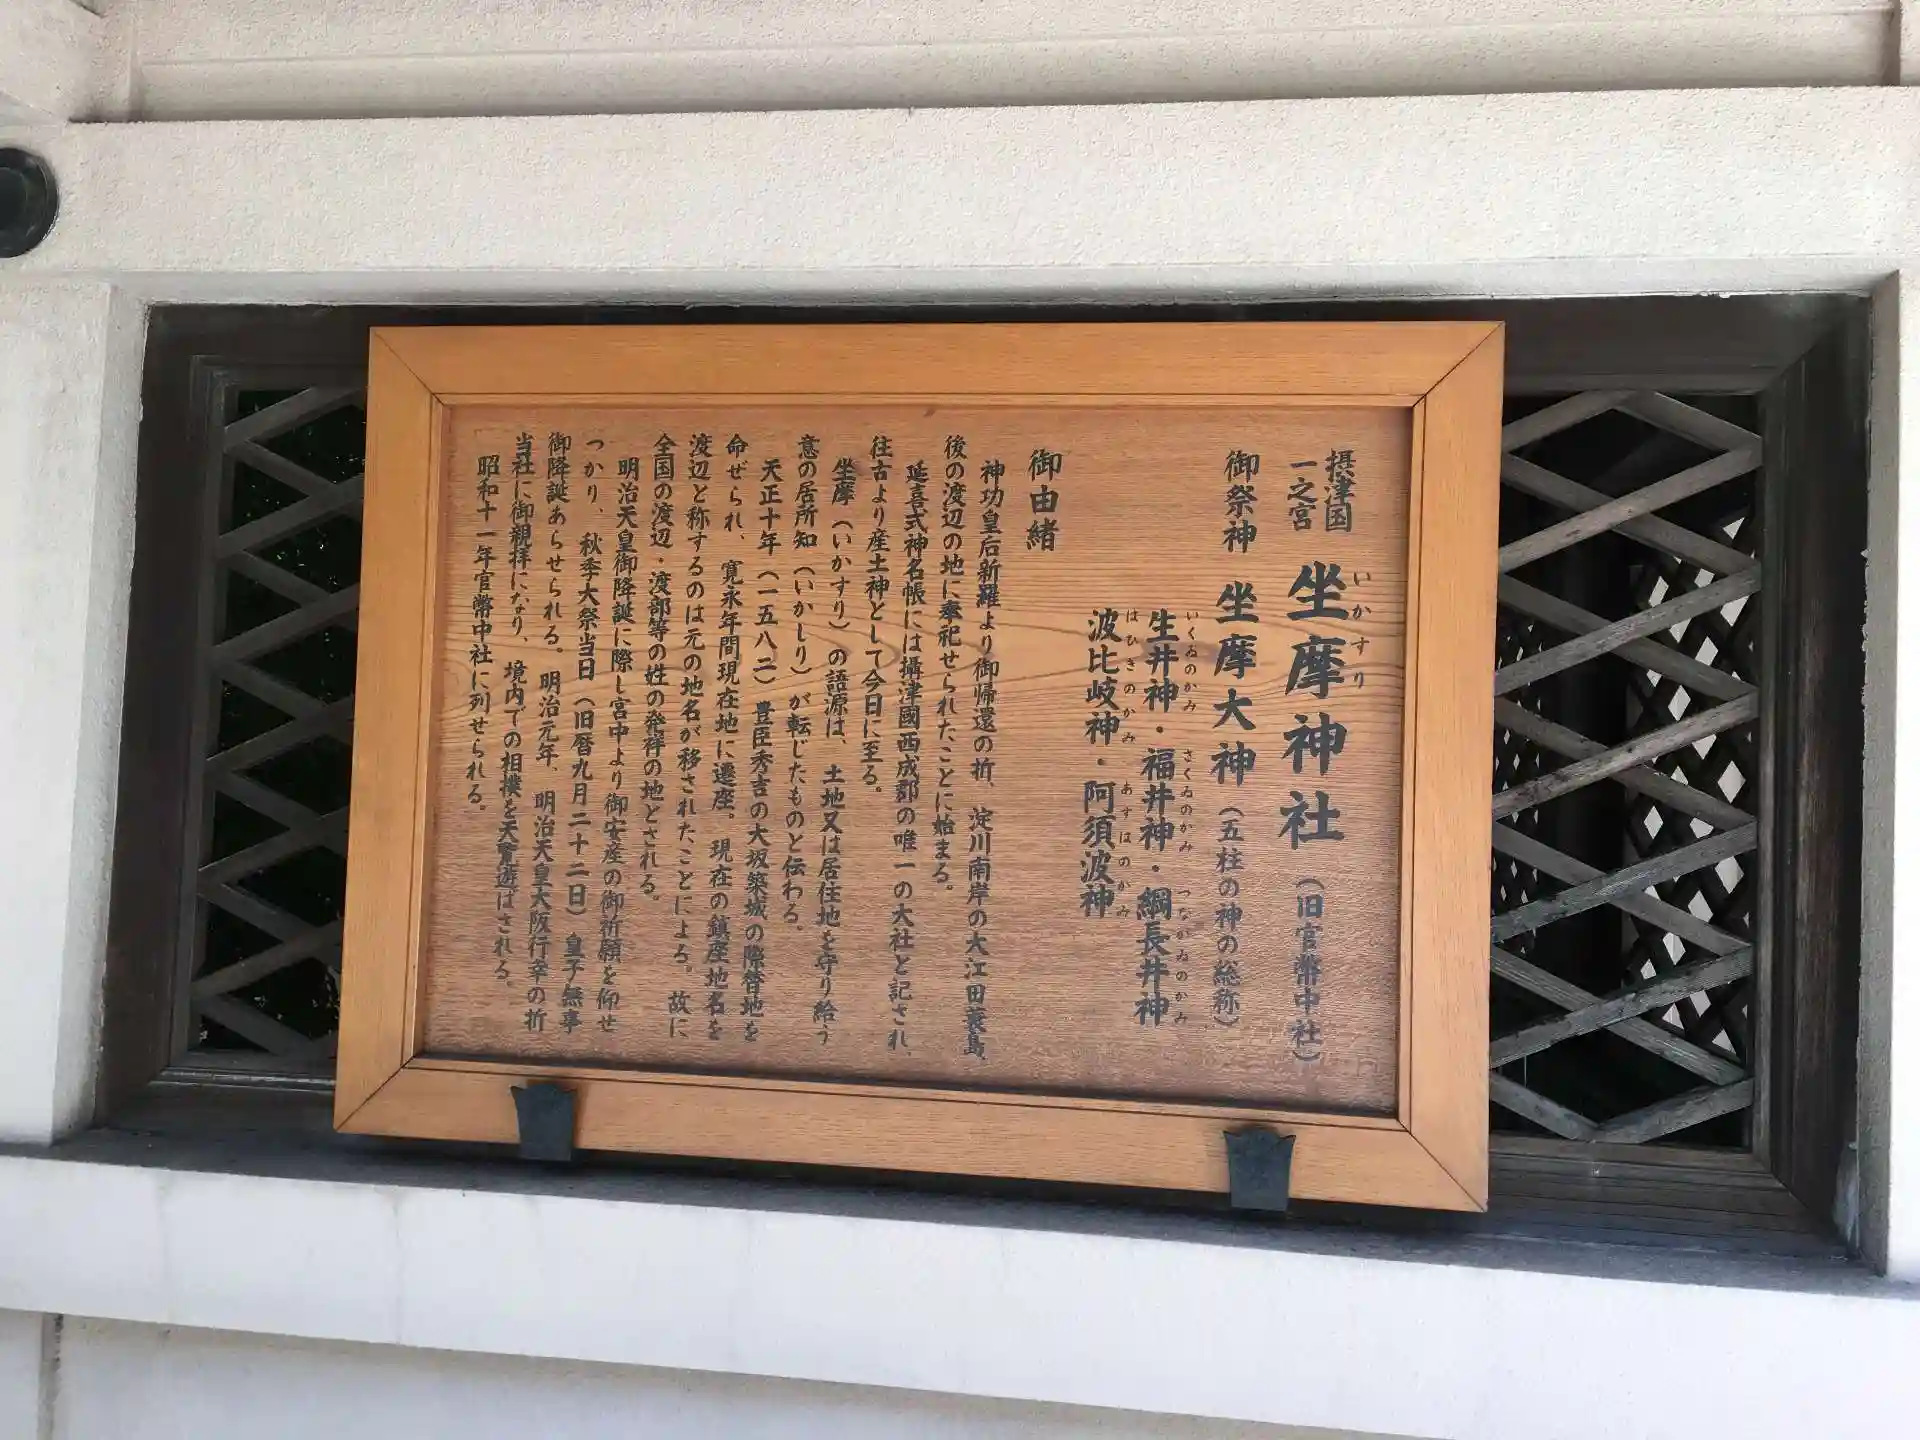 摂津国
一之宮
坐摩神社（旧官幣中社）
いかすり
御祭神 坐摩大神（五柱の神の総称）
生井神・福井神・綱長井神
いくゐのかみ さくゐのかみ つながゐのかみ
波比岐神・阿須波神
はひきのかみ あすはのかみ
御由緒
神功皇后新羅より御帰還の折、淀川南岸の大江田蓑島、
後の渡辺の地に奉祀せられたことに始まる。
延喜式神名帳には攝津國西成郡の唯一の大社と記され、
往古より産土神として今日に至る。
坐摩（いかすり）の語源は、土地又は居住地を守り給う
意の居所知（いかしり）が転じたものと伝わる。
天正十年（一五八二）豊臣秀吉の大坂築城の際替地を
命ぜられ、寛永年間現在地に遷座。現在の鎮座地名を
渡辺と称するのは元の地名が移されたことによる。故に
全国の渡辺・渡部等の姓の発祥の地とされる。
明治天皇御降誕に際し宮中より御安産の御祈願を仰せ
つかり、秋季大祭当日（旧暦九月二十二日）皇子無事
御降誕あらせられる。明治元年、明治天皇大阪行幸の折
当社に御親拝になり、境内での相撲を天覧遊ばされる。
昭和十一年官幣中社に列せられる。